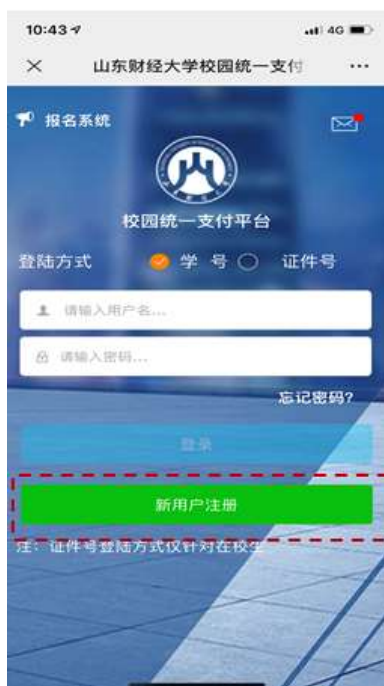 10:43
4G
山东财经大学校园统一支付
报名系统
校园统一支付平台
登陆方式 学 号 证件号
请输入用户名...
请输入密码...
忘记密码?
登录
新用户注册
注：证件号登陆方式仅针对在校生